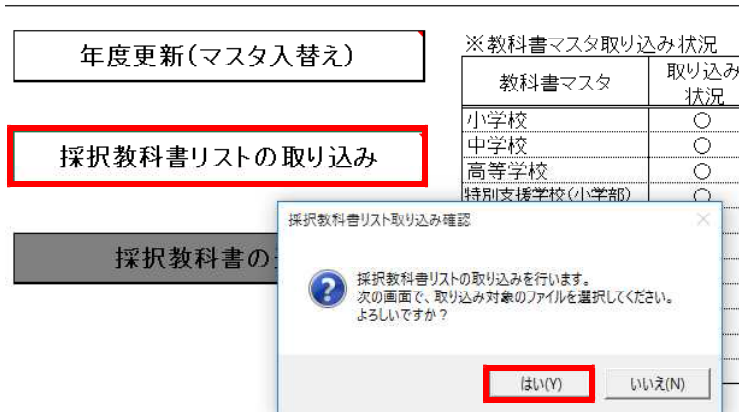 年度更新(マスタ入替え)
※教科書マスタ取り込み状況
教科書マスタ
取り込み
状況
小学校 ○
中学校 ○
高等学校 ○
特別支援学校(小学部) ○
採択教科書リストの取り込み
採択教科書の
採択教科書リスト取り込み確認
採択教科書リストの取り込みを行います。
次の画面で、取り込み対象のファイルを選択してください。
よろしいですか？
はい(Y)
いいえ(N)